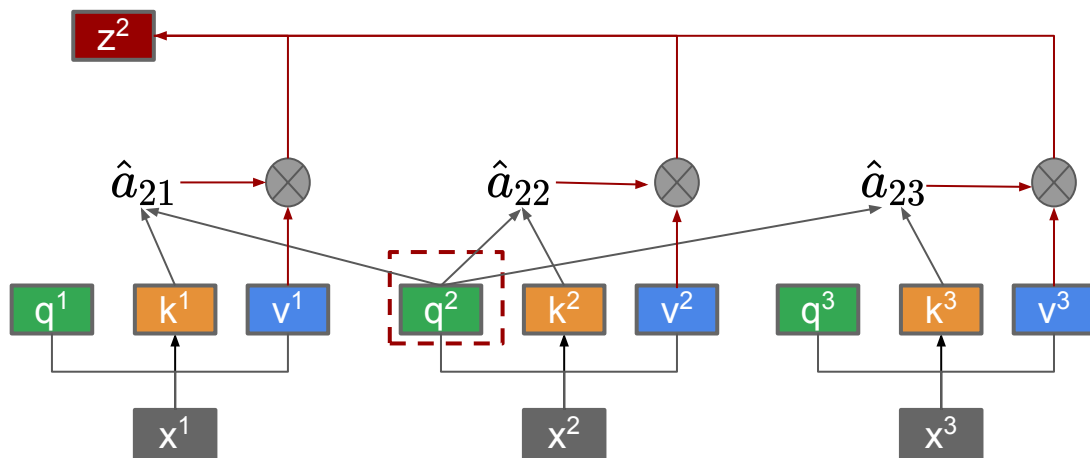 z²
â₂₁ â₂₂ â₂₃
q¹ k¹ v¹ q² k² v² q³ k³ v³
x¹ x² x³